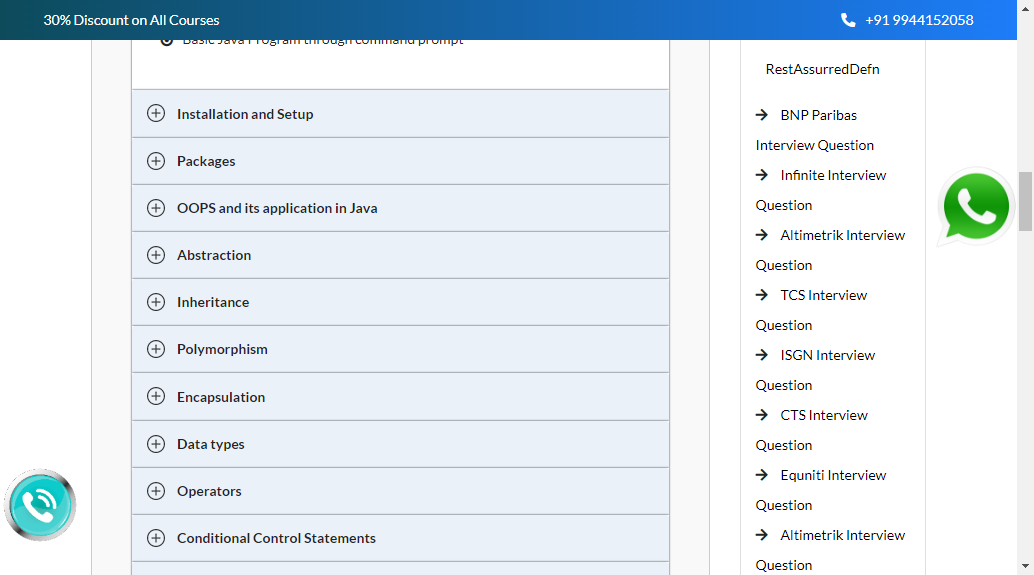 30% Discount on All Courses
+91 9944152058
Basic Java Program through command prompt
Installation and Setup
Packages
OOPS and its application in Java
Abstraction
Inheritance
Polymorphism
Encapsulation
Data types
Operators
Conditional Control Statements
RestAssurredDefn
BNP Paribas
Interview Question
Infinite Interview
Question
Altimetrik Interview
Question
TCS Interview
Question
ISGN Interview
Question
CTS Interview
Question
Equniti Interview
Question
Altimetrik Interview
Question